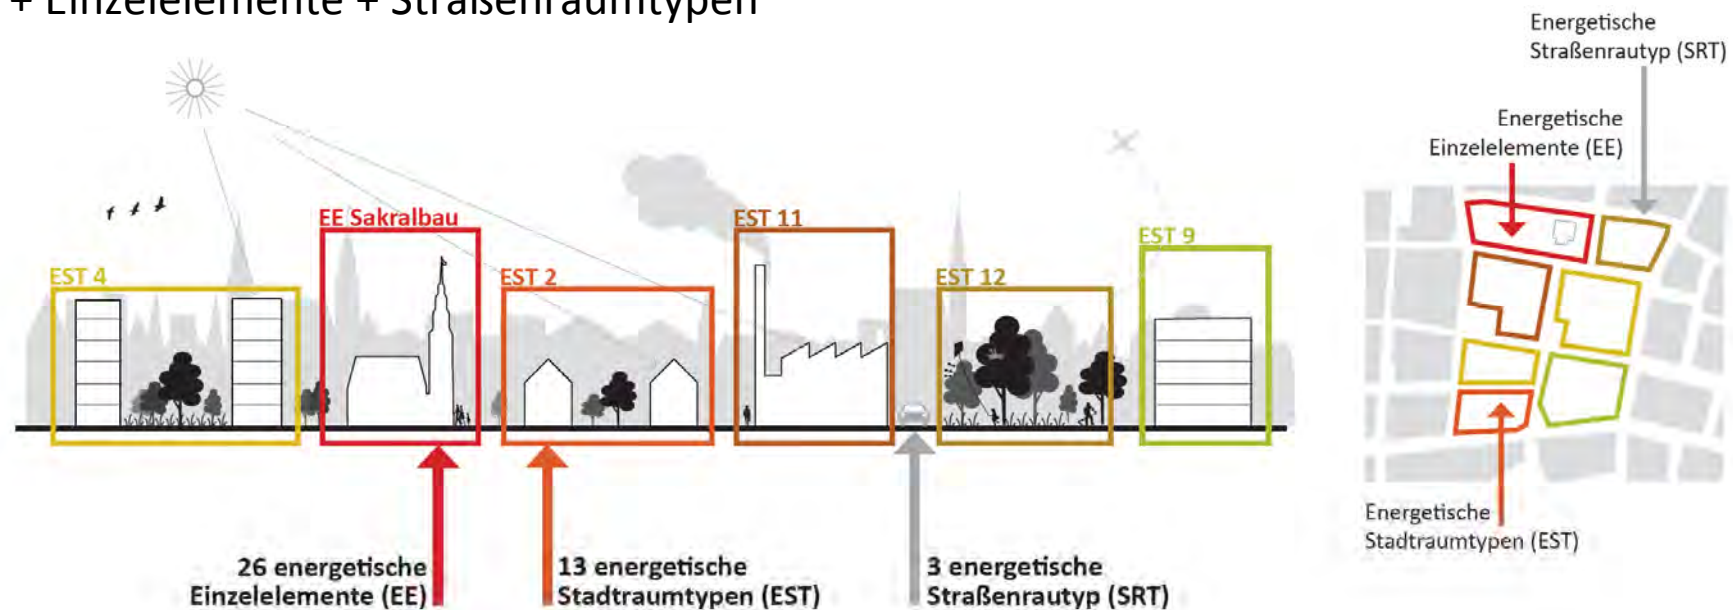 + Einzelelemente + Straßenraumtypen
Energetische
Straßenrautyp (SRT)
Energetische
Einzelelemente (EE)
EE Sakralbau
EST 11
EST 9
EST 4
EST 2
EST 12
26 energetische
Einzelelemente (EE)
13 energetische
Stadtraumtypen (EST)
3 energetische
Straßenrautyp (SRT)
Energetische
Stadtraumtypen (EST)